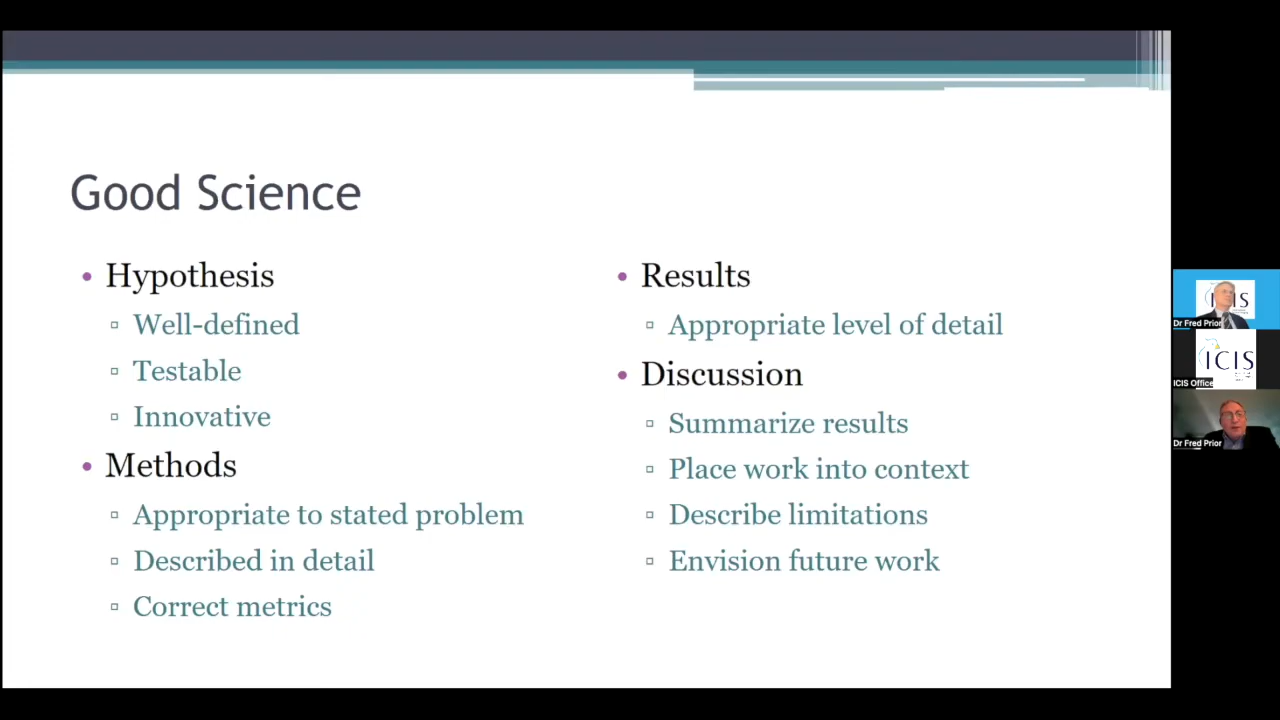 Good Science
• Hypothesis
▫ Well-defined
▫ Testable
▫ Innovative
• Methods
▫ Appropriate to stated problem
▫ Described in detail
▫ Correct metrics
• Results
▫ Appropriate level of detail
• Discussion
▫ Summarize results
▫ Place work into context
▫ Describe limitations
▫ Envision future work
Dr Fred Prior
ICIS
ICIS Office
Dr Fred Prior